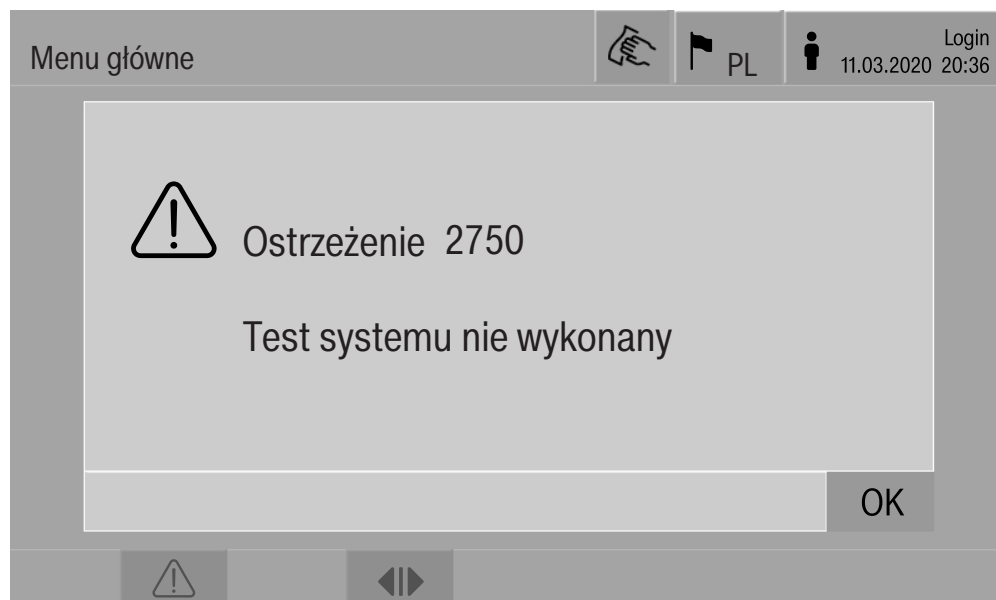 Menu główne
PL
Login
11.03.2020 20:36
Ostrzeżenie 2750
Test systemu nie wykonany
OK